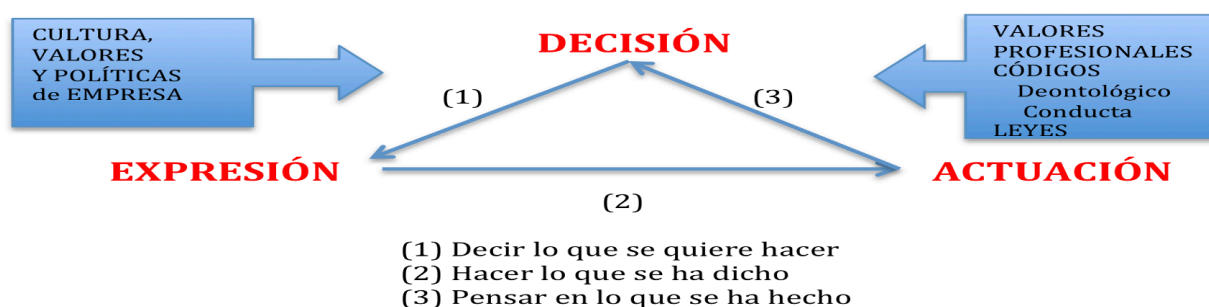 CULTURA,
VALORES
Y POLÍTICAS
de EMPRESA
DECISIÓN
VALORES
PROFESIONALES
CÓDIGOS
Deontológico
Conducta
LEYES
(1)
(3)
EXPRESIÓN
ACTUACIÓN
(2)
(1) Decir lo que se quiere hacer
(2) Hacer lo que se ha dicho
(3) Pensar en lo que se ha hecho